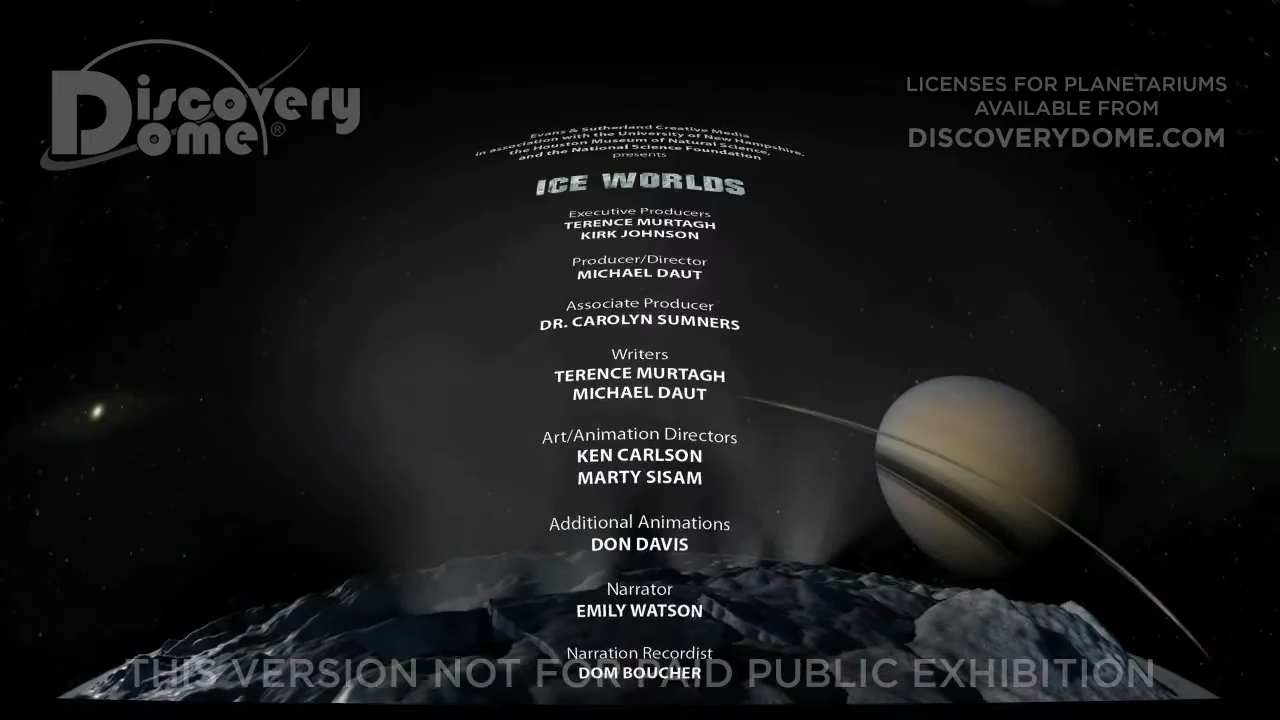 Discovery
Dome®
LICENSES FOR PLANETARIUMS
AVAILABLE FROM
DISCOVERYDOME.COM
Evans & Sutherland Creative Media
in association with the University of New Hampshire,
the Houston Museum of Natural Science,
and the National Science Foundation
presents
ICE WORLDS
Executive Producers
TERENCE MURTAGH
KIRK JOHNSON
Producer/Director
MICHAEL DAUT
Associate Producer
DR. CAROLYN SUMNERS
Writers
TERENCE MURTAGH
MICHAEL DAUT
Art/Animation Directors
KEN CARLSON
MARTY SISAM
Additional Animations
DON DAVIS
Narrator
EMILY WATSON
Narration Recordist
DOM BOUCHER
THIS VERSION NOT FOR PAID PUBLIC EXHIBITION